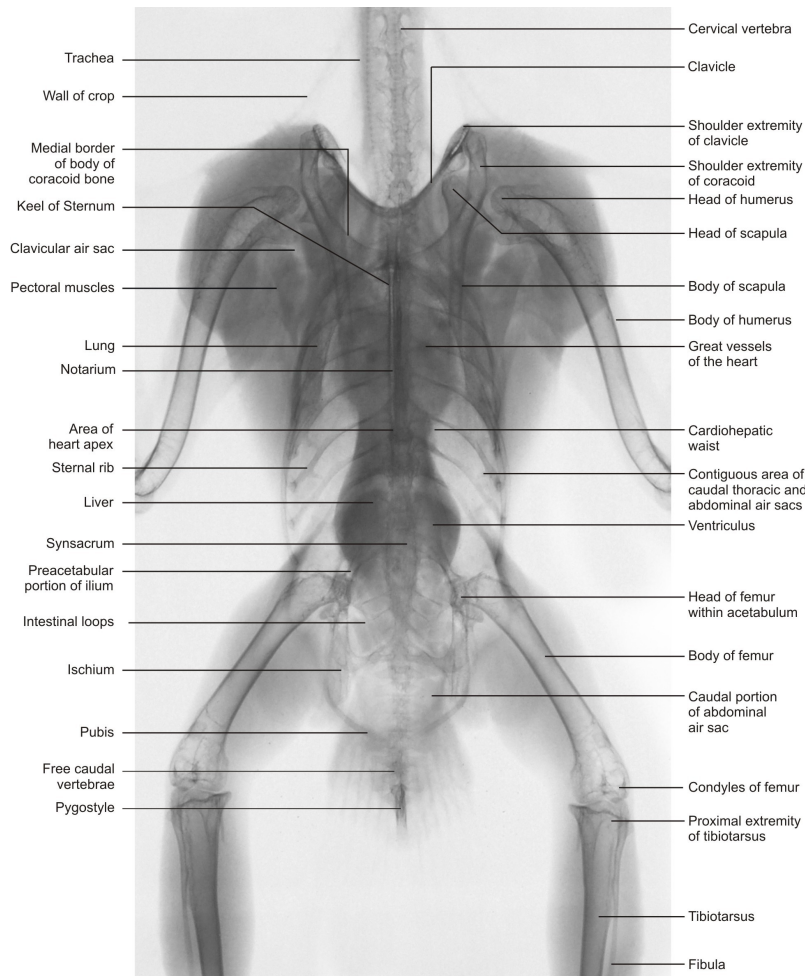 Trachea
Wall of crop
Medial border
of body of
coracoid bone
Keel of Sternum
Clavicular air sac
Pectoral muscles
Lung
Notarium
Area of
heart apex
Sternal rib
Liver
Synsacrum
Preacetabular
portion of ilium
Intestinal loops
Ischium
Pubis
Free caudal
vertebrae
Pygostyle
Cervical vertebra
Clavicle
Shoulder extremity
of clavicle
Shoulder extremity
of coracoid
Head of humerus
Head of scapula
Body of scapula
Body of humerus
Great vessels
of the heart
Cardiohepatic
waist
Contiguous area of
caudal thoracic and
abdominal air sacs
Ventriculus
Head of femur
within acetabulum
Body of femur
Caudal portion
of abdominal
air sac
Condyles of femur
Proximal extremity
of tibiotarsus
Tibiotarsus
Fibula